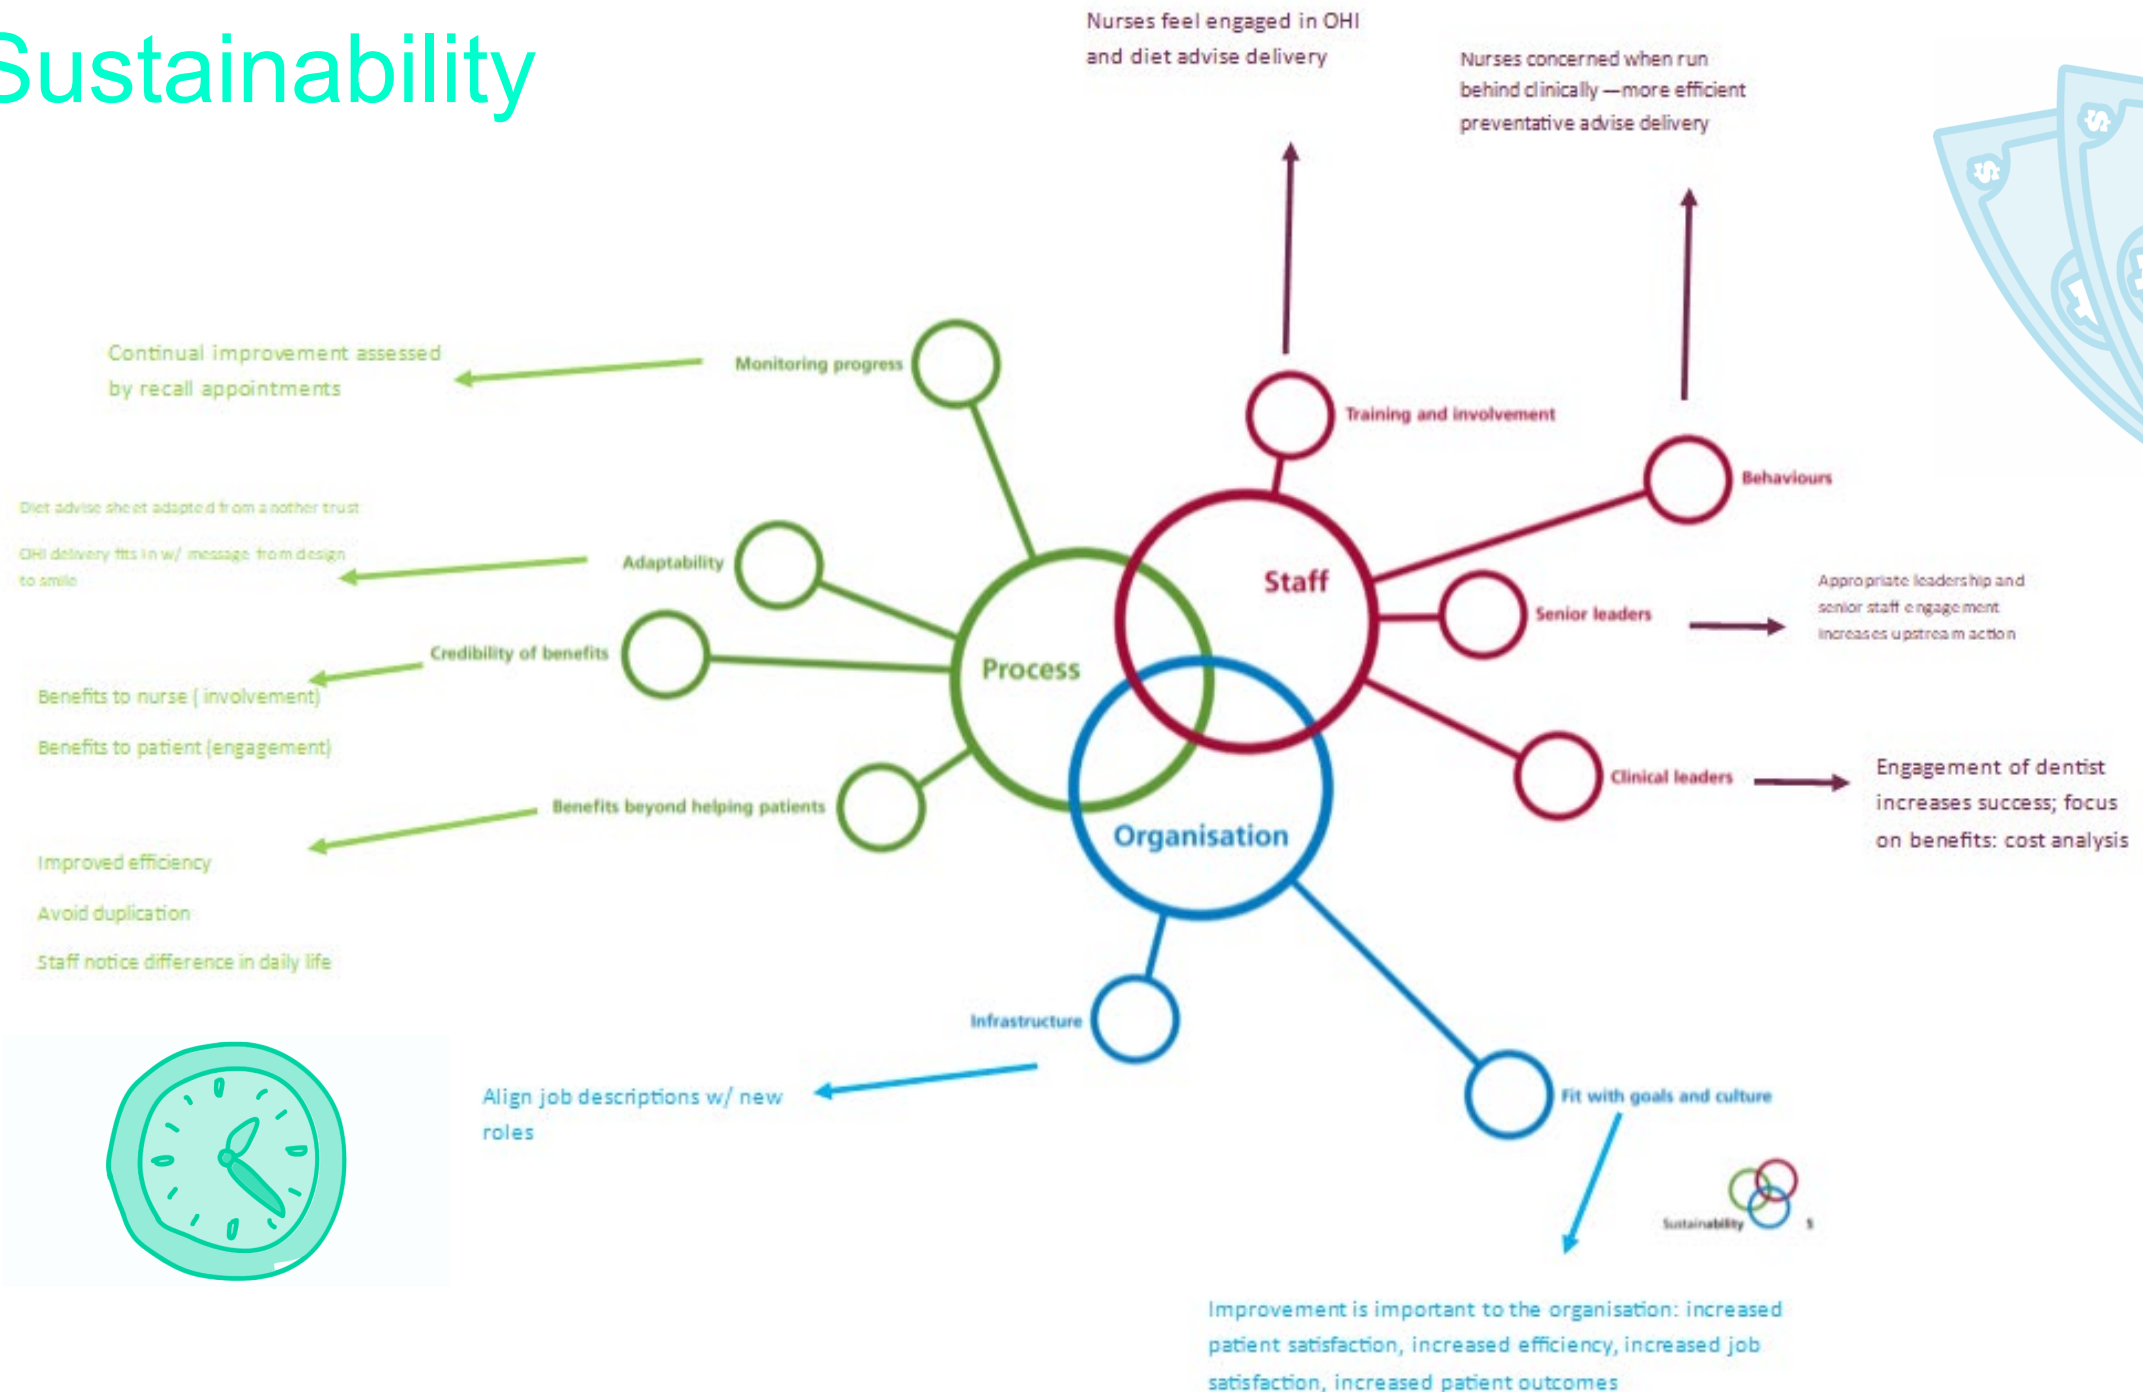 Sustainability
Nurses feel engaged in OHI
and diet advise delivery
Nurses concerned when run
behind clinically —more efficient
preventative advise delivery
Continual improvement assessed
by recall appointments
Monitoring progress
Training and involvement
Behaviours
Diet advise sheet adapted from another trust
OHI delivery fits in w/ message from design
to smile
Adaptability
Staff
Appropriate leadership and
senior staff engagement
increases upstream action
Senior leaders
Credibility of benefits
Process
Benefits to nurse ( involvement)
Benefits to patient (engagement)
Clinical leaders
Engagement of dentist
increases success; focus
on benefits: cost analysis
Benefits beyond helping patients
Organisation
Improved efficiency
Avoid duplication
Staff notice difference in daily life
Infrastructure
Align job descriptions w/ new
roles
Fit with goals and culture
Sustainability
5
Improvement is important to the organisation: increased
patient satisfaction, increased efficiency, increased job
satisfaction, increased patient outcomes